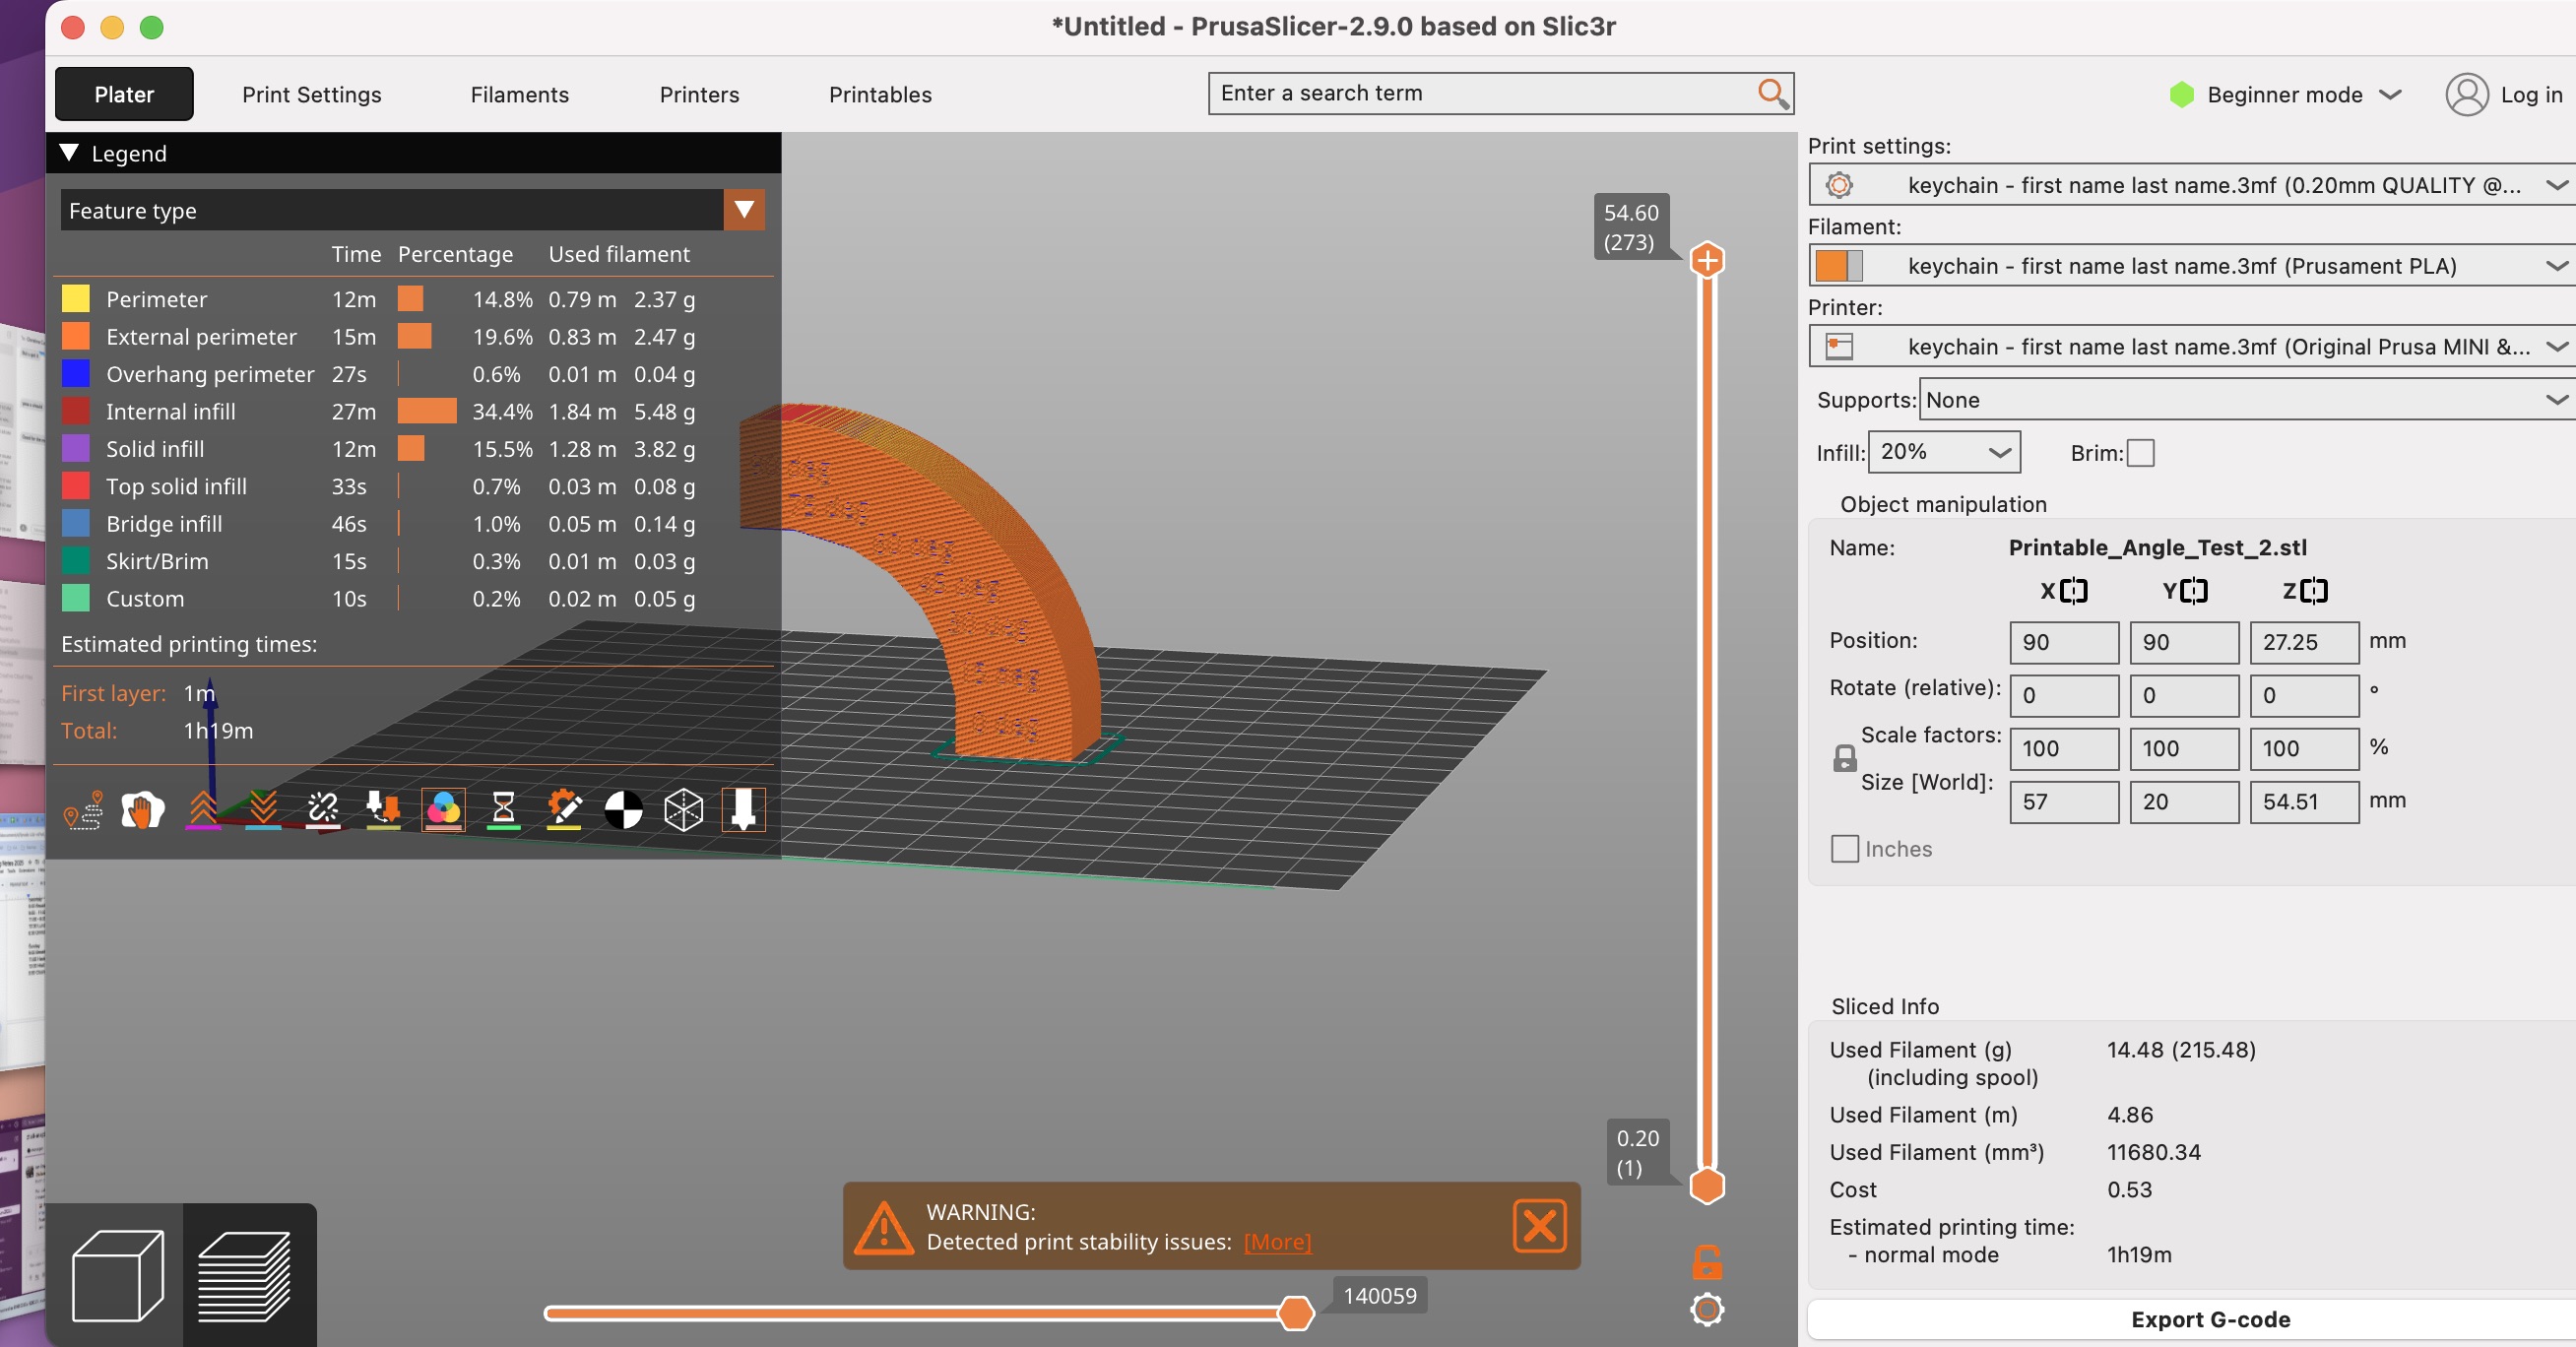 *Untitled - PrusaSlicer-2.9.0 based on Slic3r
Plater Print Settings Filaments Printers Printables Enter a search term Beginner mode Log in
Legend
Feature type
Time Percentage Used filament
Perimeter 12m 14.8% 0.79 m 2.37 g
External perimeter 15m 19.6% 0.83 m 2.47 g
Overhang perimeter 27s 0.6% 0.01 m 0.04 g
Internal infill 27m 34.4% 1.84 m 5.48 g
Solid infill 12m 15.5% 1.28 m 3.82 g
Top solid infill 33s 0.7% 0.03 m 0.08 g
Bridge infill 46s 1.0% 0.05 m 0.14 g
Skirt/Brim 15s 0.3% 0.01 m 0.03 g
Custom 10s 0.2% 0.02 m 0.05 g
Estimated printing times:
First layer: 1m
Total: 1h19m
54.60
(273)
0.20
(1)
WARNING:
Detected print stability issues: [More]
140059
Print settings:
keychain - first name last name.3mf (0.20mm QUALITY @...
Filament:
keychain - first name last name.3mf (Prusament PLA)
Printer:
keychain - first name last name.3mf (Original Prusa MINI &...
Supports: None
Infill: 20% Brim:
Object manipulation
Name: Printable_Angle_Test_2.stl
X Y Z
Position: 90 90 27.25 mm
Rotate (relative): 0 0 0 °
Scale factors: 100 100 100 %
Size [World]: 57 20 54.51 mm
Inches
Sliced Info
Used Filament (g) 14.48 (215.48)
(including spool)
Used Filament (m) 4.86
Used Filament (mm³) 11680.34
Cost 0.53
Estimated printing time:
- normal mode 1h19m
Export G-code